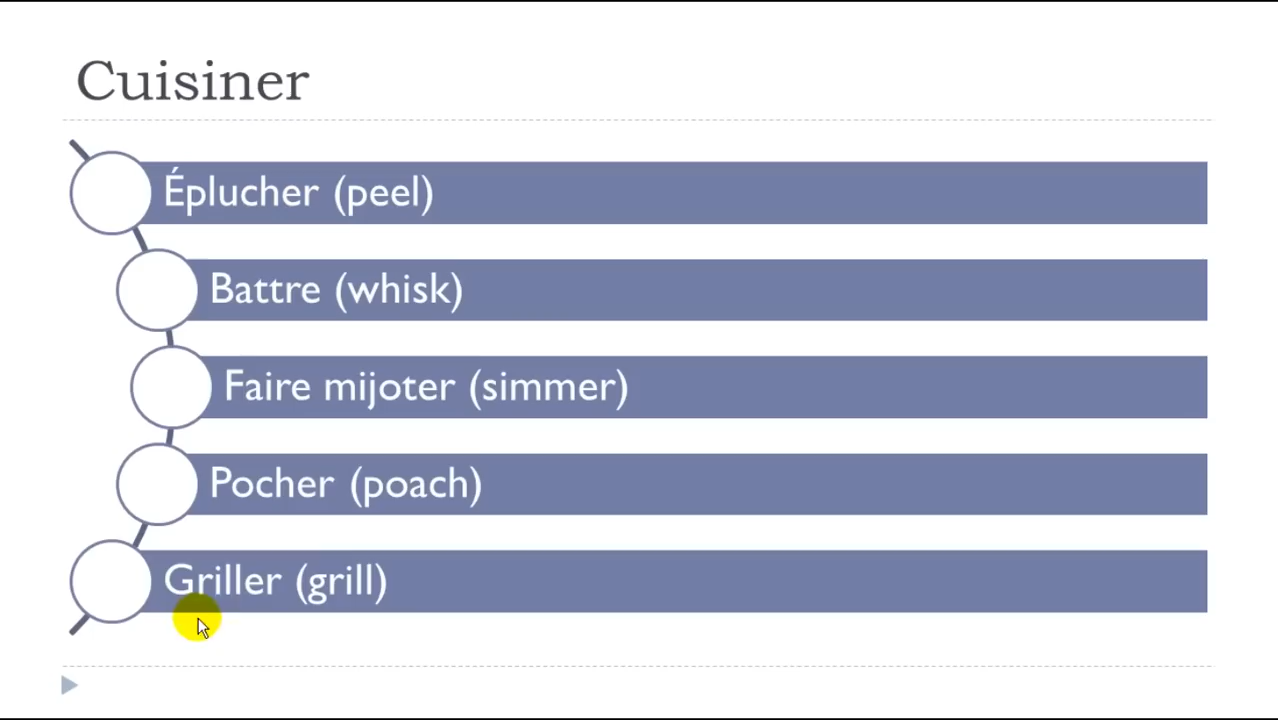 Cuisiner
Éplucher (peel)
Battre (whisk)
Faire mijoter (simmer)
Pocher (poach)
Griller (grill)